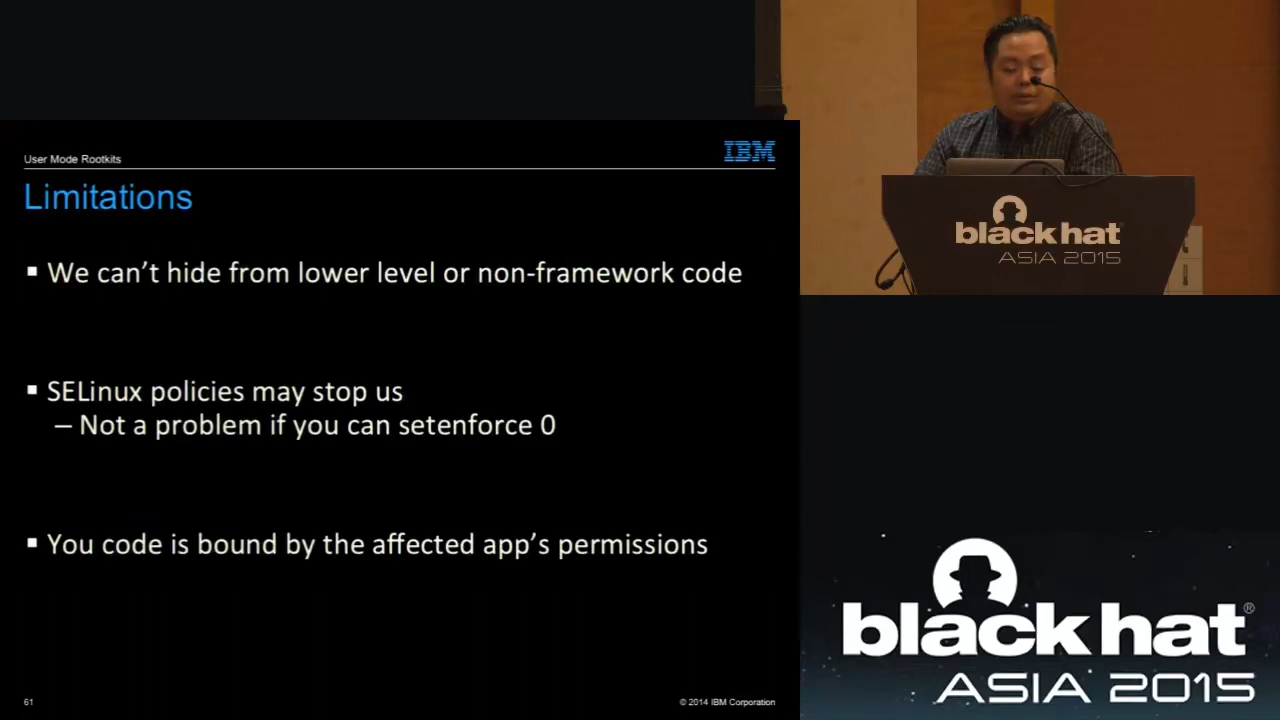 User Mode Rootkits
IBM
Limitations
▪ We can't hide from lower level or non-framework code
▪ SELinux policies may stop us
– Not a problem if you can setenforce 0
▪ You code is bound by the affected app's permissions
61
© 2014 IBM Corporation
black hat
ASIA 2015
black hat®
ASIA 2015